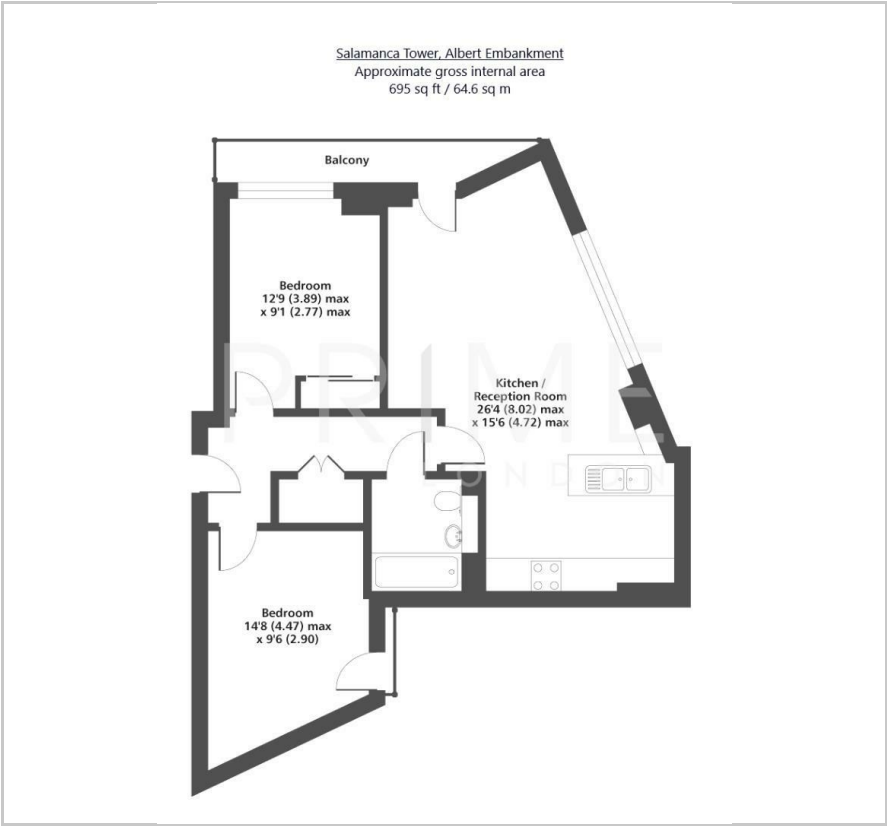 Salamanca Tower, Albert Embankment
Approximate gross internal area
695 sq ft / 64.6 sq m
Balcony
Bedroom
12'9 (3.89) max
x 9'1 (2.77) max
PRIME
LONDON
Kitchen /
Reception Room
26'4 (8.02) max
x 15'6 (4.72) max
Bedroom
14'8 (4.47) max
x 9'6 (2.90)